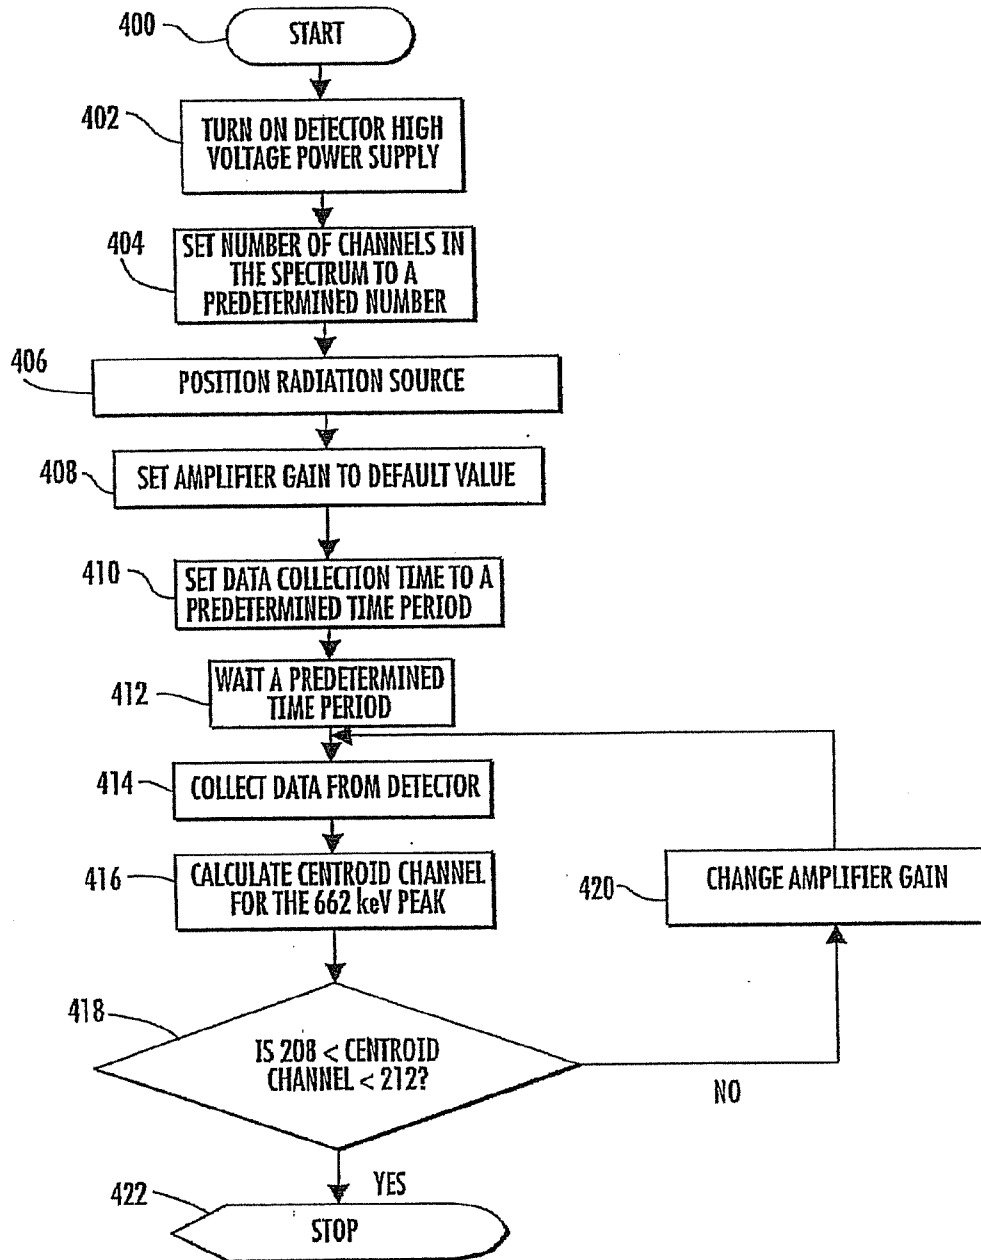 400
START
402
TURN ON DETECTOR HIGH
VOLTAGE POWER SUPPLY
404
SET NUMBER OF CHANNELS IN
THE SPECTRUM TO A
PREDETERMINED NUMBER
406
POSITION RADIATION SOURCE
408
SET AMPLIFIER GAIN TO DEFAULT VALUE
410
SET DATA COLLECTION TIME TO A
PREDETERMINED TIME PERIOD
412
WAIT A PREDETERMINED
TIME PERIOD
414
COLLECT DATA FROM DETECTOR
416
CALCULATE CENTROID CHANNEL
FOR THE 662 keV PEAK
420
CHANGE AMPLIFIER GAIN
418
IS 208 < CENTROID
CHANNEL < 212?
NO
YES
422
STOP